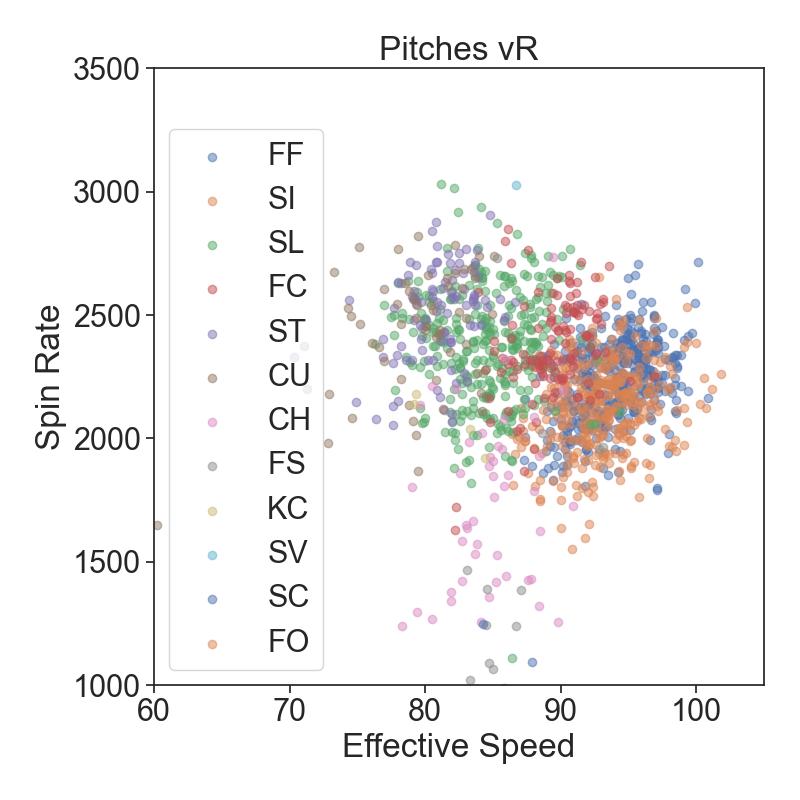 Pitches vR
3500
3000
2500
2000
1500
1000
Spin Rate
FF
SI
SL
FC
ST
CU
CH
FS
KC
SV
SC
FO
60
70
80
90
100
Effective Speed